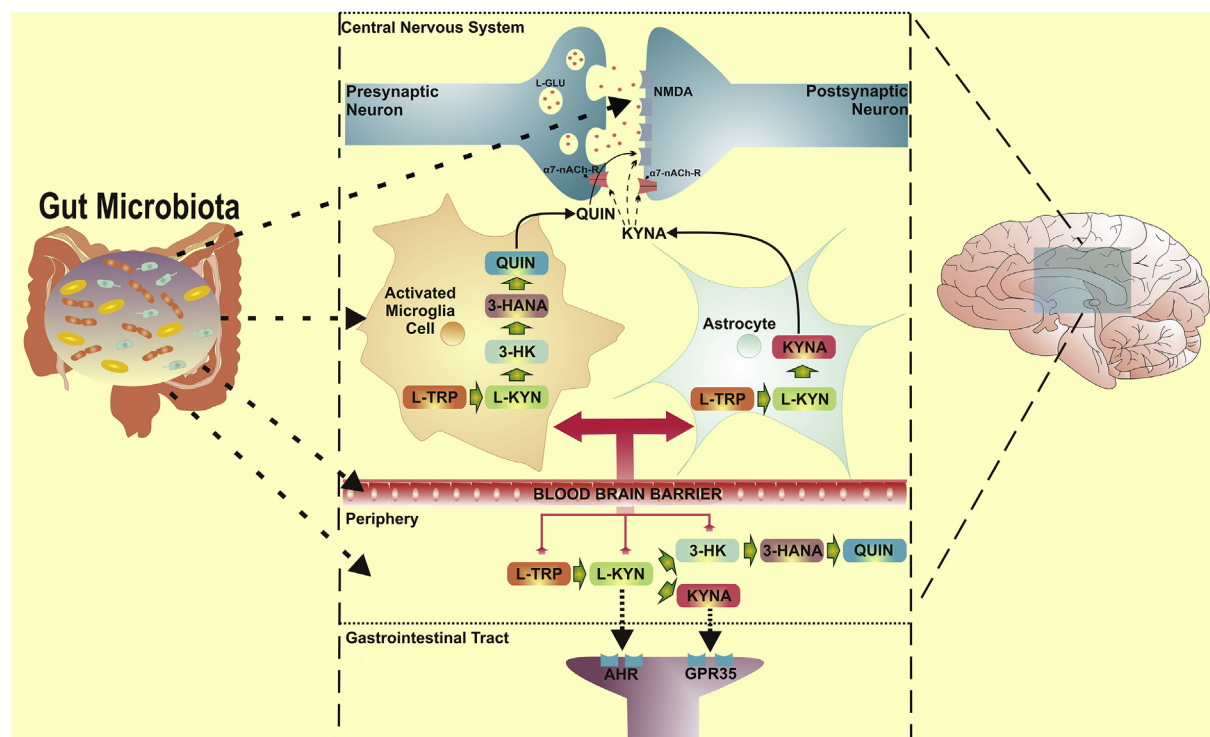 Central Nervous System
Presynaptic
Neuron
L-GLU
NMDA
Postsynaptic
Neuron
α7-nACh-R
α7-nACh-R
Gut Microbiota
QUIN
KYNA
QUIN
3-HANA
3-HK
L-TRP
L-KYN
Activated
Microglia
Cell
Astrocyte
KYNA
L-TRP
L-KYN
BLOOD BRAIN BARRIER
Periphery
3-HK
3-HANA
QUIN
L-TRP
L-KYN
KYNA
Gastrointestinal Tract
AHR
GPR35